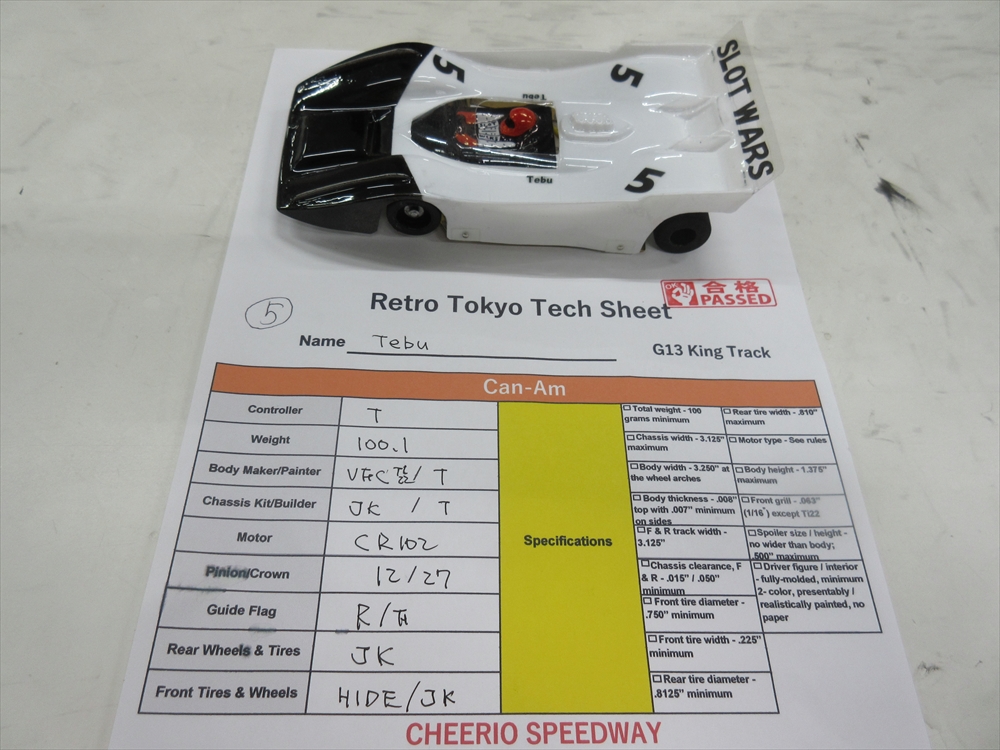 SLOT WARS
5
5
Tebu
Tebu
5
合格
PASSED
5
Retro Tokyo Tech Sheet
Name Tebu
G13 King Track
Can-Am
Controller T
Weight 100.1
Body Maker/Painter / T
Chassis Kit/Builder JK / T
Motor CR102
Pinion/Crown 12/27
Guide Flag R/
Rear Wheels & Tires JK
Front Tires & Wheels HIDE/JK
Specifications
☐ Total weight - 100
grams minimum
☐ Chassis width - 3.125"
maximum
☐ Body width - 3.250" at
the wheel arches
☐ Body thickness - .008"
top with .007" minimum
on sides
☐ F & R track width -
3.125"
☐ Chassis clearance, F
& R - .015" / .050"
minimum
☐ Front tire diameter -
.750" minimum
☐ Front tire width - .225"
minimum
☐ Rear tire diameter -
.8125" minimum
☐ Rear tire width - .810"
maximum
☐ Motor type - See rules
☐ Body height - 1.375"
maximum
☐ Front grill - .063"
(1/16") except Ti22
☐ Spoiler size / height -
no wider than body;
.500" maximum
☐ Driver figure / interior
- fully-molded, minimum
2- color, presentably /
realistically painted, no
paper
CHEERIO SPEEDWAY